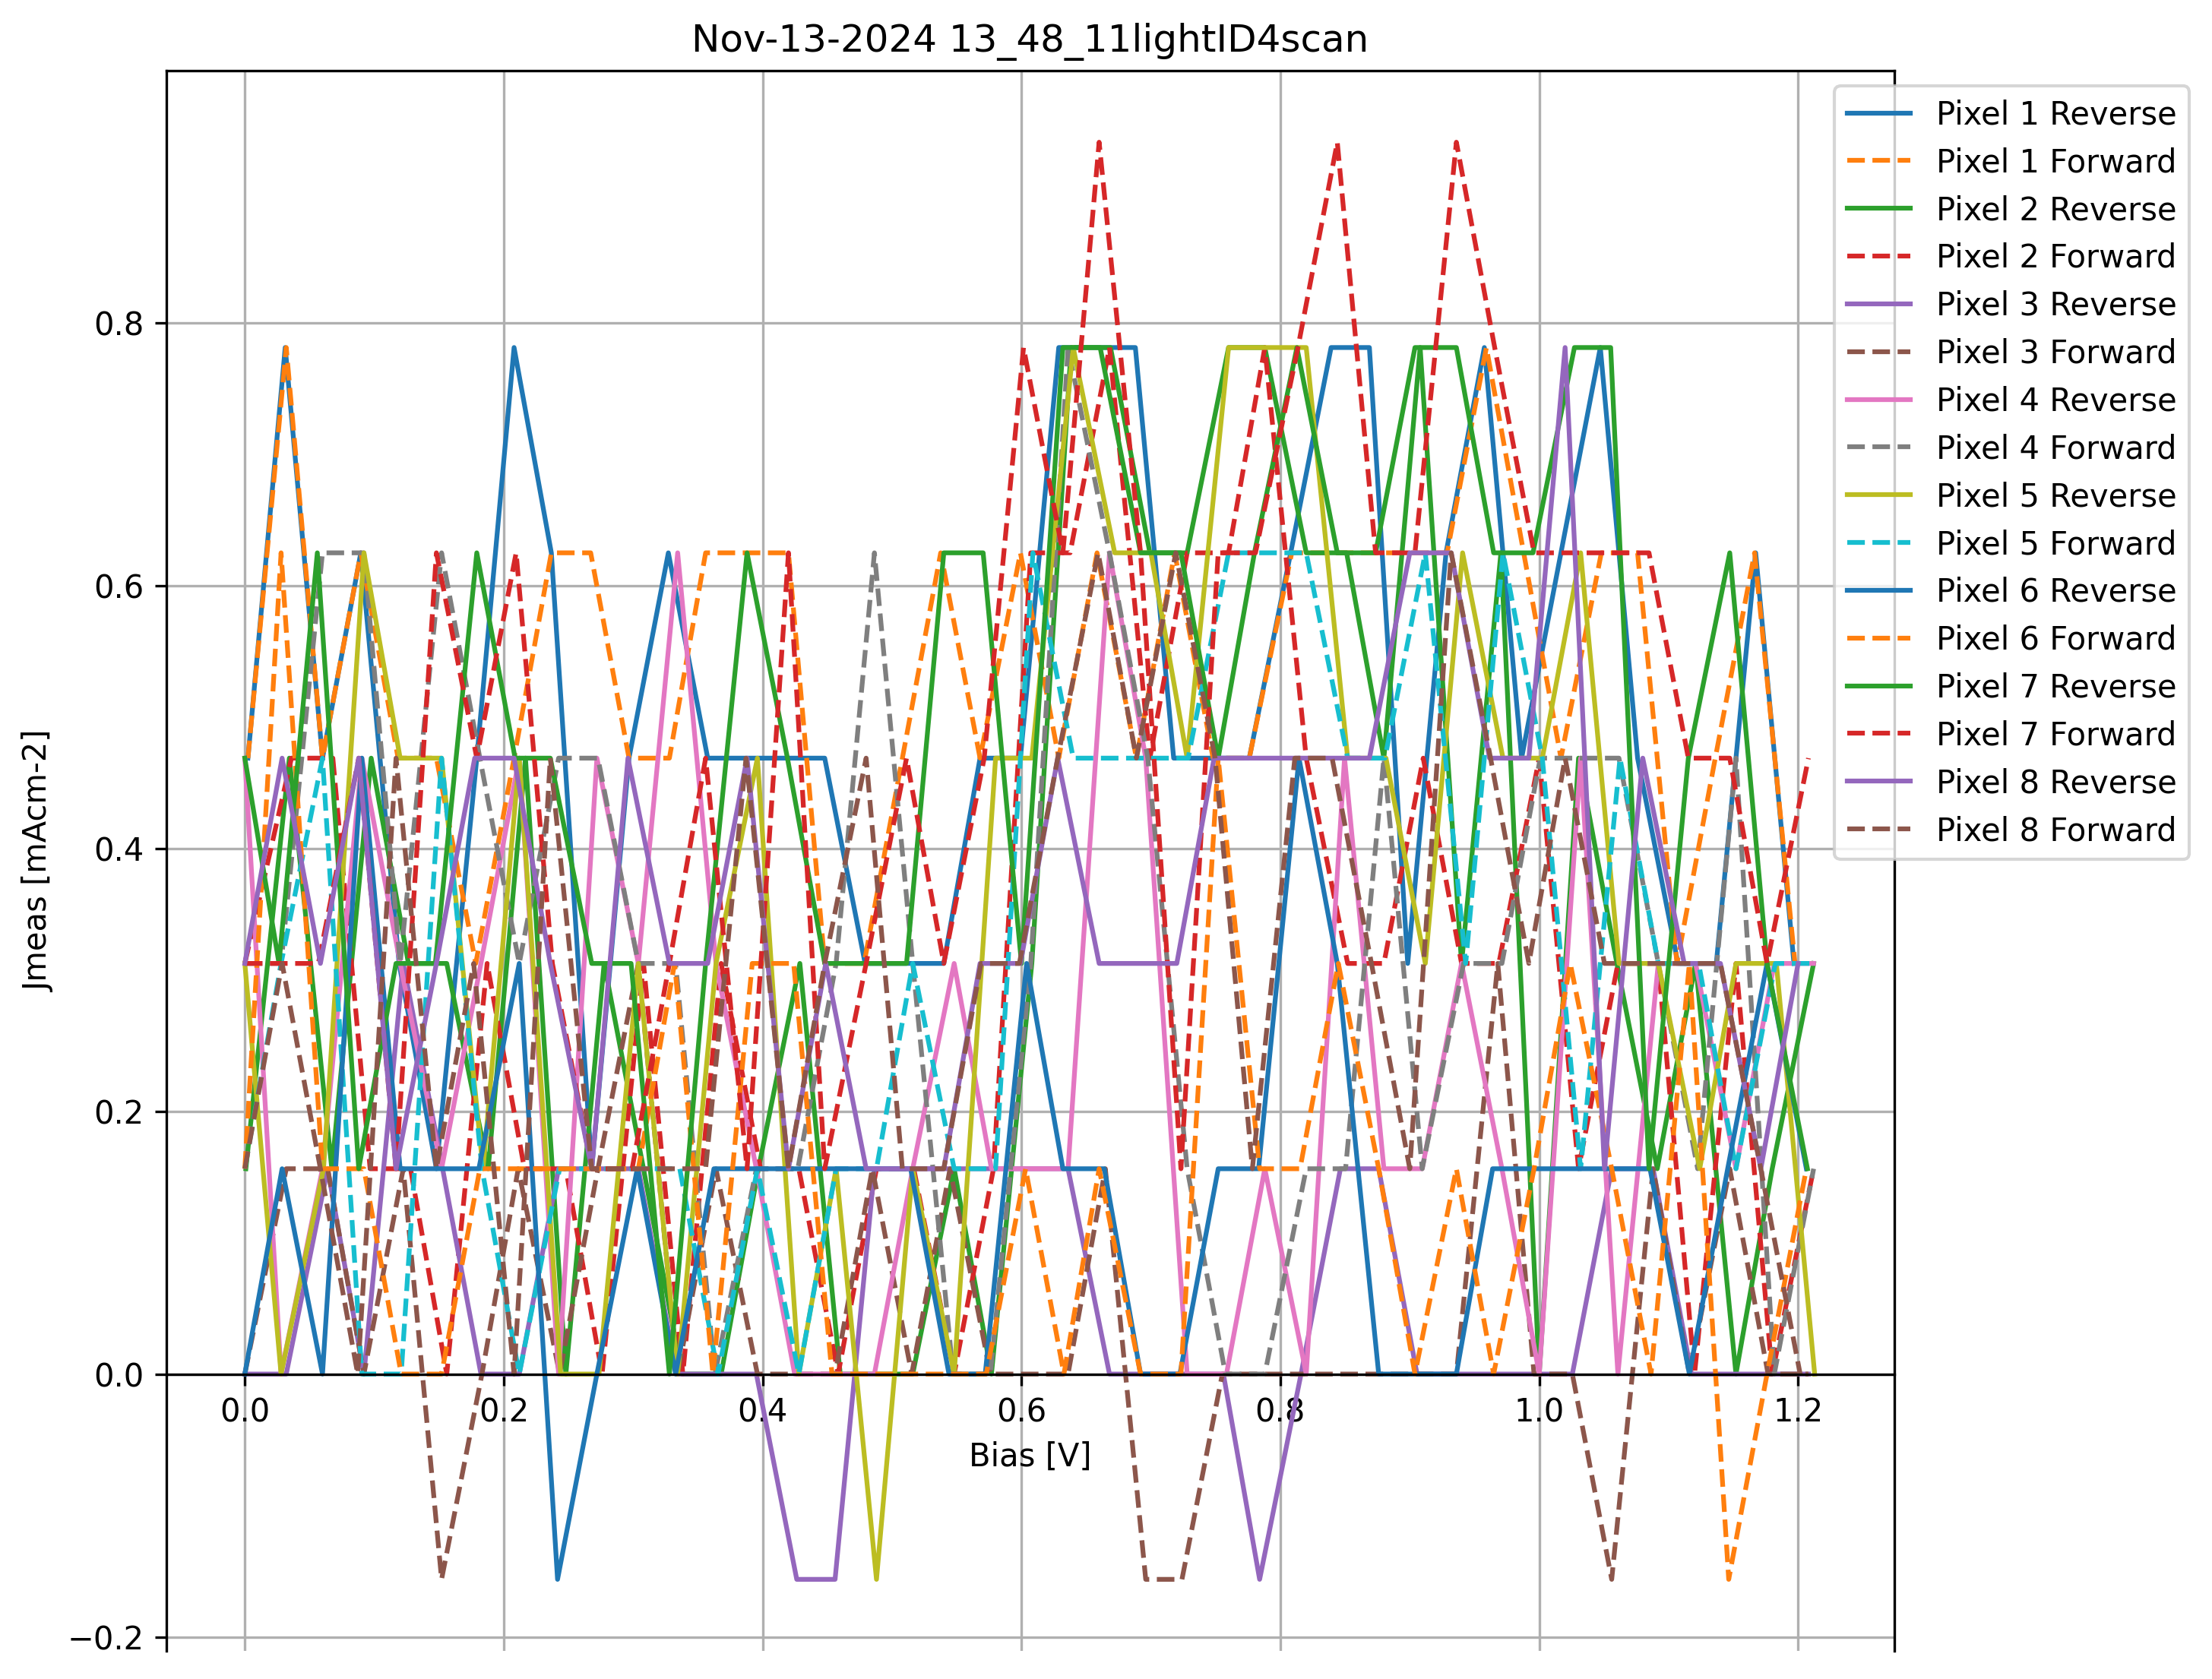 Nov-13-2024 13_48_11lightID4scan
Pixel 1 Reverse
Pixel 1 Forward
Pixel 2 Reverse
Pixel 2 Forward
Pixel 3 Reverse
Pixel 3 Forward
Pixel 4 Reverse
Pixel 4 Forward
Pixel 5 Reverse
Pixel 5 Forward
Pixel 6 Reverse
Pixel 6 Forward
Pixel 7 Reverse
Pixel 7 Forward
Pixel 8 Reverse
Pixel 8 Forward
Jmeas [mAcm-2]
0.8
0.6
0.4
0.2
0.0
−0.2
0.0 0.2 0.4 0.6 0.8 1.0 1.2
Bias [V]